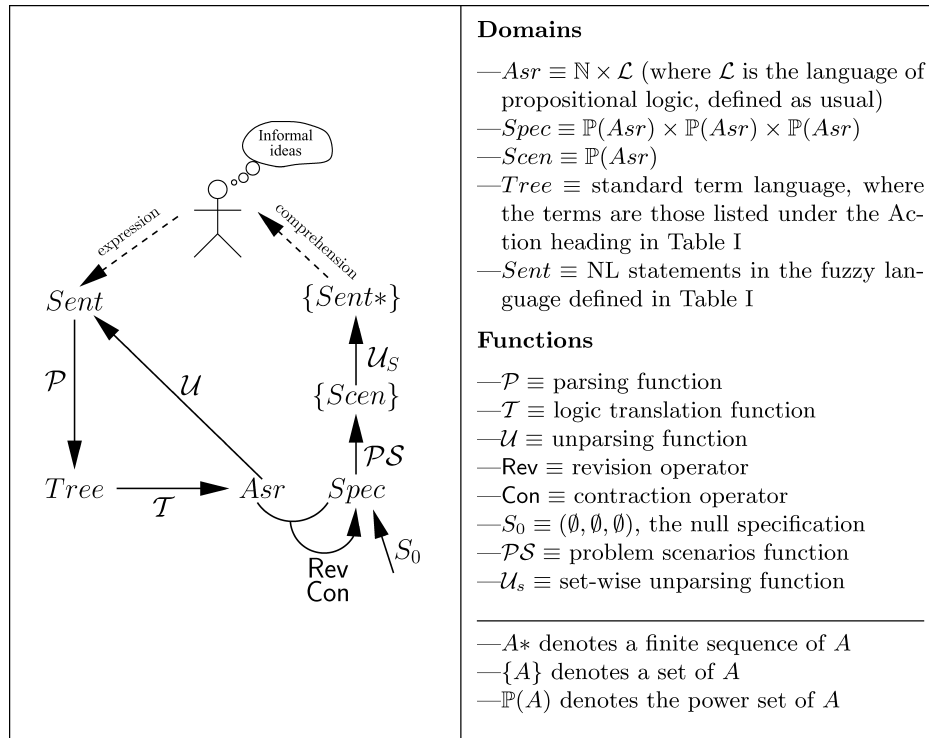 Informal
ideas
expression
comprehension
Sent
{Sent∗}
𝒫
𝒰
𝒰_S
{Scen}
𝒫𝒮
Tree
𝒯
Asr
Spec
S_0
Rev
Con
Domains
—Asr ≡ ℕ × ℒ (where ℒ is the language of
propositional logic, defined as usual)
—Spec ≡ ℙ(Asr) × ℙ(Asr) × ℙ(Asr)
—Scen ≡ ℙ(Asr)
—Tree ≡ standard term language, where
the terms are those listed under the Ac-
tion heading in Table I
—Sent ≡ NL statements in the fuzzy lan-
guage defined in Table I
Functions
—𝒫 ≡ parsing function
—𝒯 ≡ logic translation function
—𝒰 ≡ unparsing function
—Rev ≡ revision operator
—Con ≡ contraction operator
—S_0 ≡ (∅, ∅, ∅), the null specification
—𝒫𝒮 ≡ problem scenarios function
—𝒰_s ≡ set-wise unparsing function
—A∗ denotes a finite sequence of A
—{A} denotes a set of A
—ℙ(A) denotes the power set of A